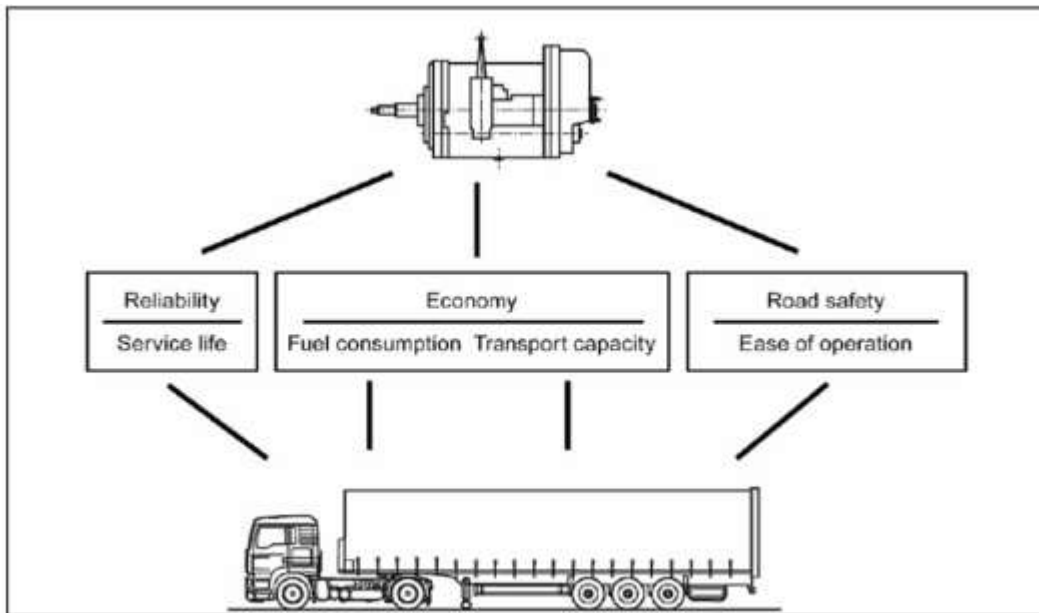 Reliability
Service life
Economy
Fuel consumption Transport capacity
Road safety
Ease of operation